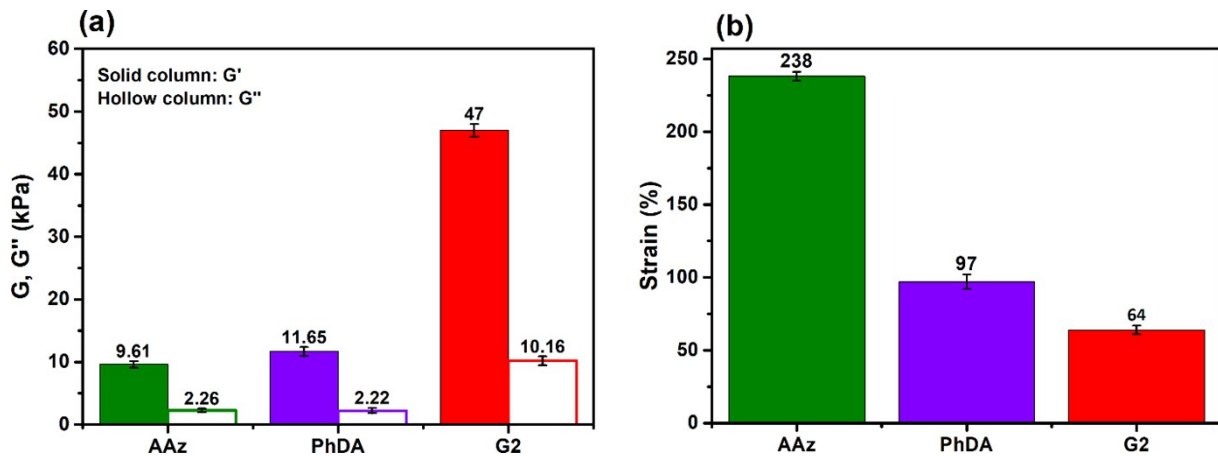 (a)
Solid column: G'
Hollow column: G"
G, G" (kPa)
60
50
40
30
20
10
0
9.61
2.26
11.65
2.22
47
10.16
AAz
PhDA
G2
(b)
Strain (%)
250
200
150
100
50
0
238
97
64
AAz
PhDA
G2